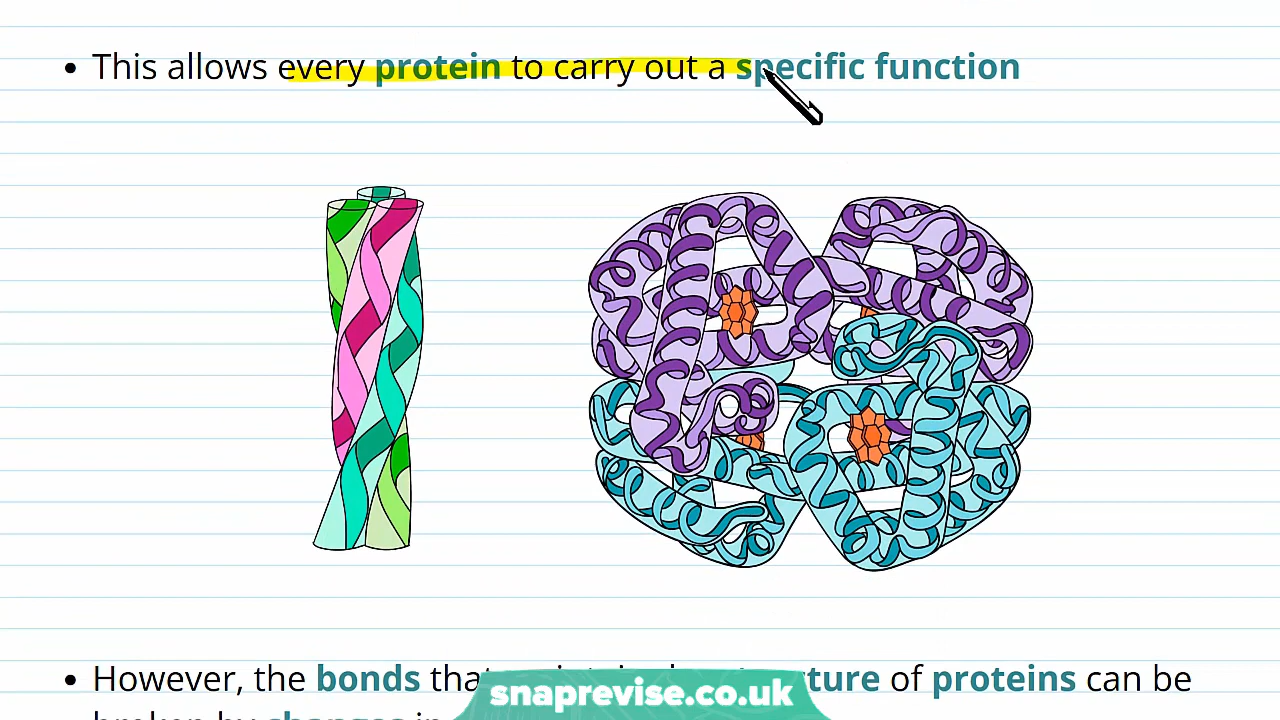 This allows every protein to carry out a specific function
However, the bonds of proteins can be
snaprevise.co.uk